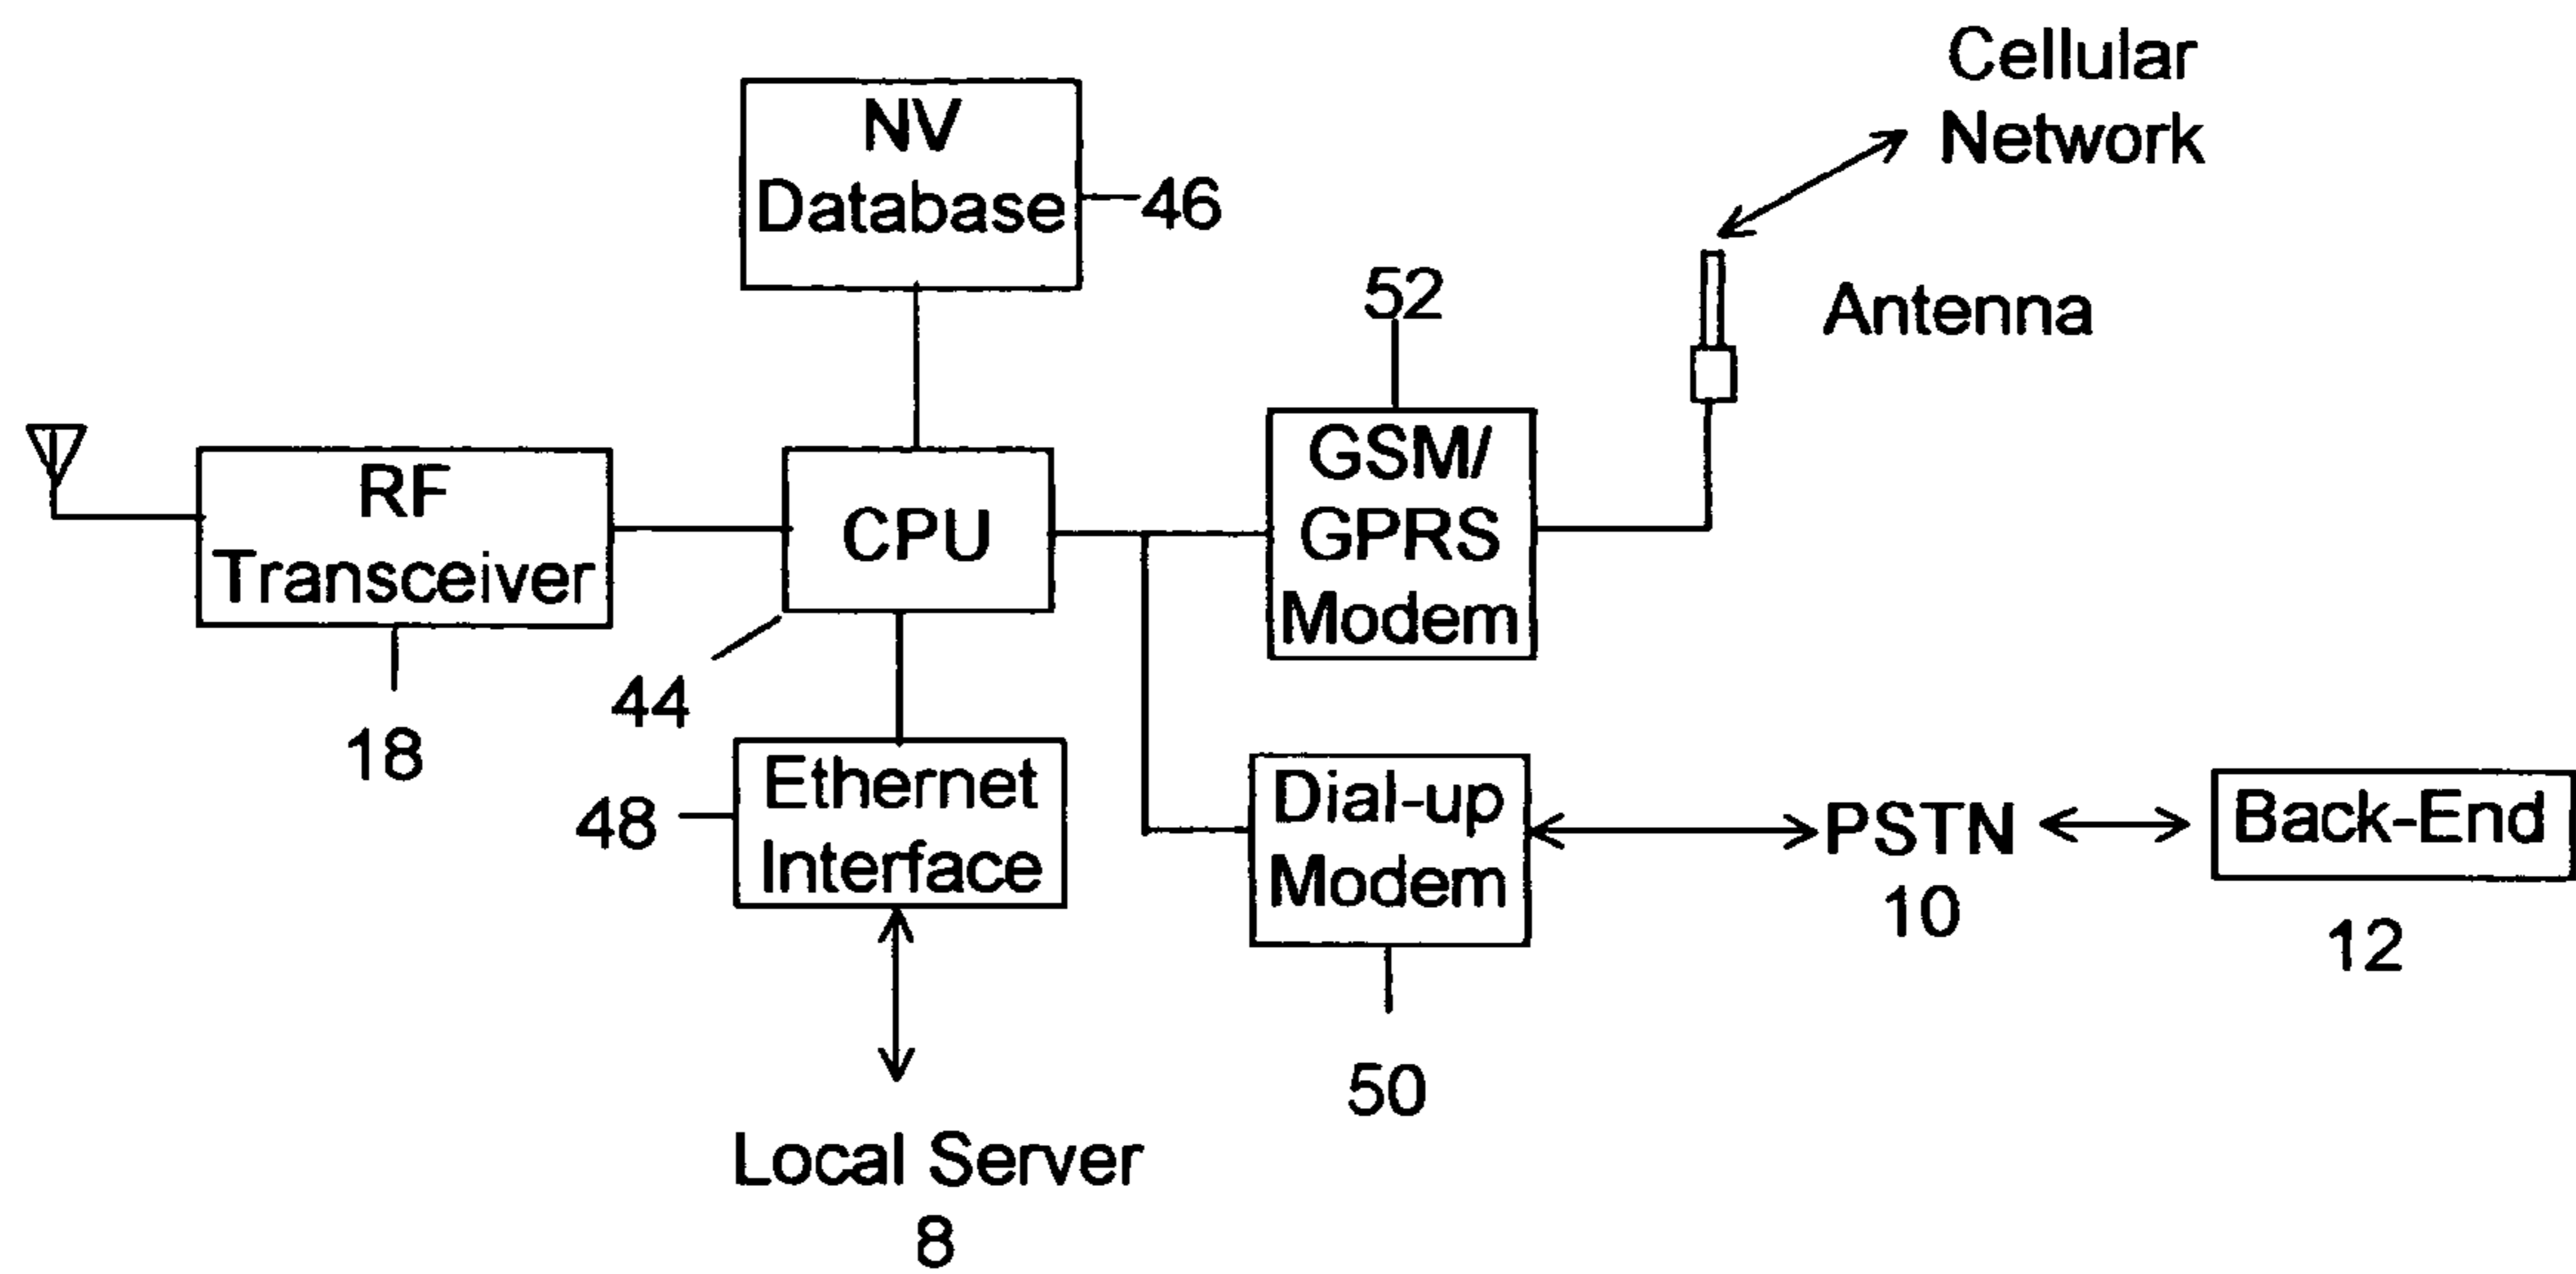 Cellular
Network
NV
Database
46
52
Antenna
RF
Transceiver
CPU
GSM/
GPRS
Modem
18
44
48
Ethernet
Interface
Dial-up
Modem
PSTN
10
Back-End
12
50
Local Server
8